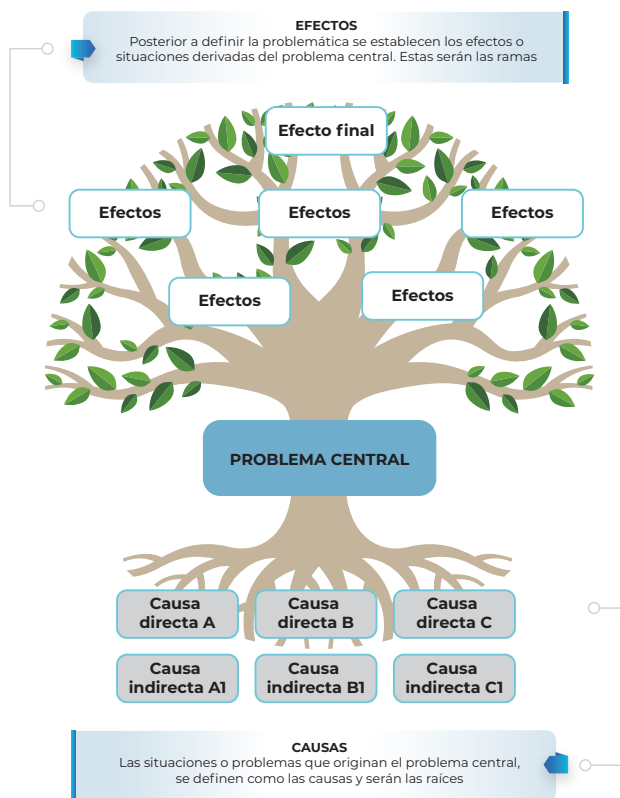 EFECTOS
Posterior a definir la problemática se establecen los efectos o
situaciones derivadas del problema central. Estas serán las ramas
Efecto final
Efectos
Efectos
Efectos
Efectos
Efectos
PROBLEMA CENTRAL
Causa
directa A
Causa
directa B
Causa
directa C
Causa
indirecta A1
Causa
indirecta B1
Causa
indirecta C1
CAUSAS
Las situaciones o problemas que originan el problema central,
se definen como las causas y serán las raíces